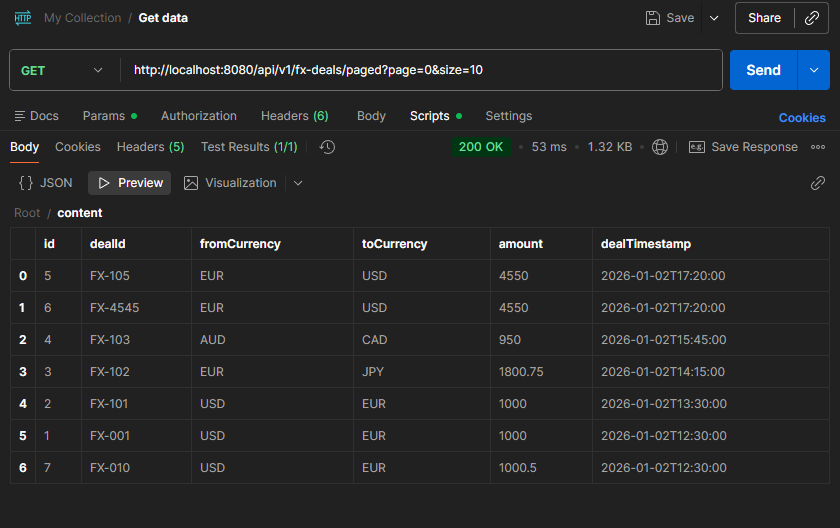 HTTP My Collection / Get data Save Share
GET http://localhost:8080/api/v1/fx-deals/paged?page=0&size=10 Send
Docs Params Authorization Headers (6) Body Scripts Settings Cookies
Body Cookies Headers (5) Test Results (1/1) 200 OK • 53 ms • 1.32 KB • e.g. Save Response
{} JSON Preview Visualization
Root / content
id dealId fromCurrency toCurrency amount dealTimestamp
0 5 FX-105 EUR USD 4550 2026-01-02T17:20:00
1 6 FX-4545 EUR USD 4550 2026-01-02T17:20:00
2 4 FX-103 AUD CAD 950 2026-01-02T15:45:00
3 3 FX-102 EUR JPY 1800.75 2026-01-02T14:15:00
4 2 FX-101 USD EUR 1000 2026-01-02T13:30:00
5 1 FX-001 USD EUR 1000 2026-01-02T12:30:00
6 7 FX-010 USD EUR 1000.5 2026-01-02T12:30:00